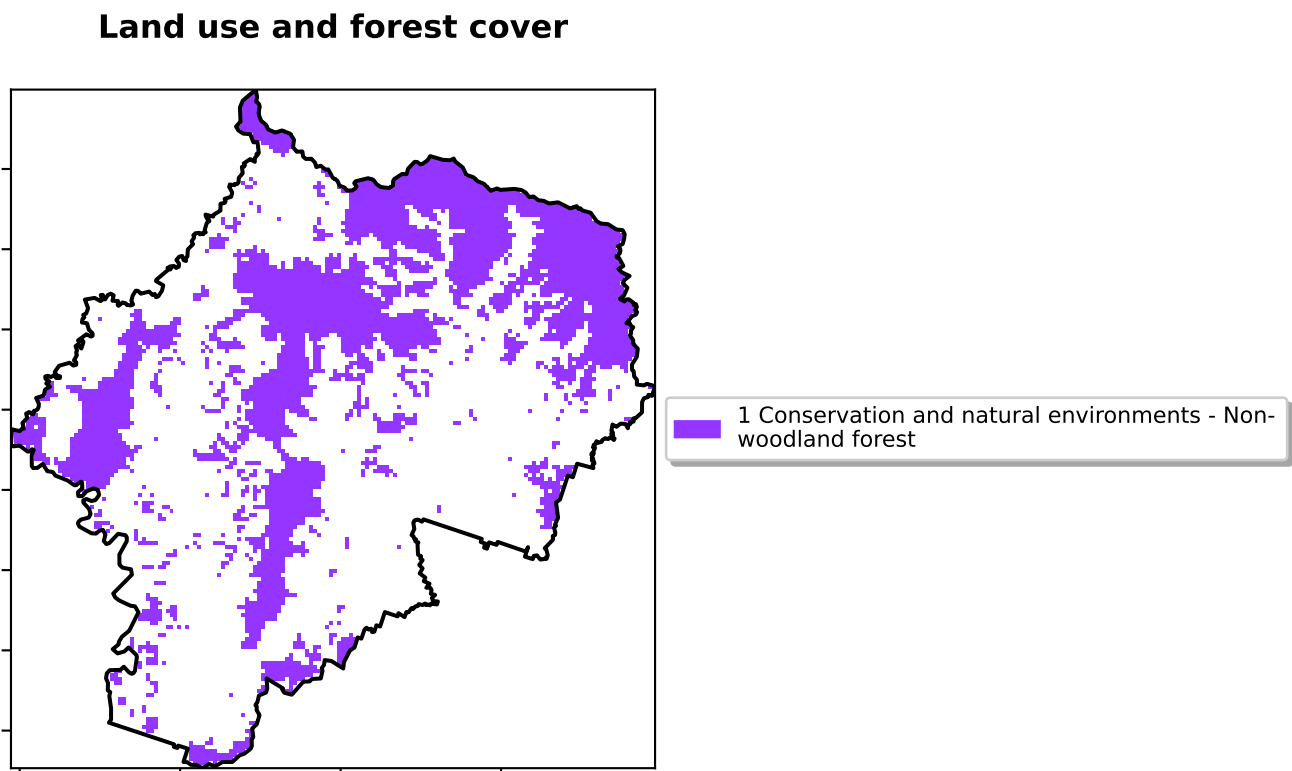 Land use and forest cover
1 Conservation and natural environments - Non-
woodland forest